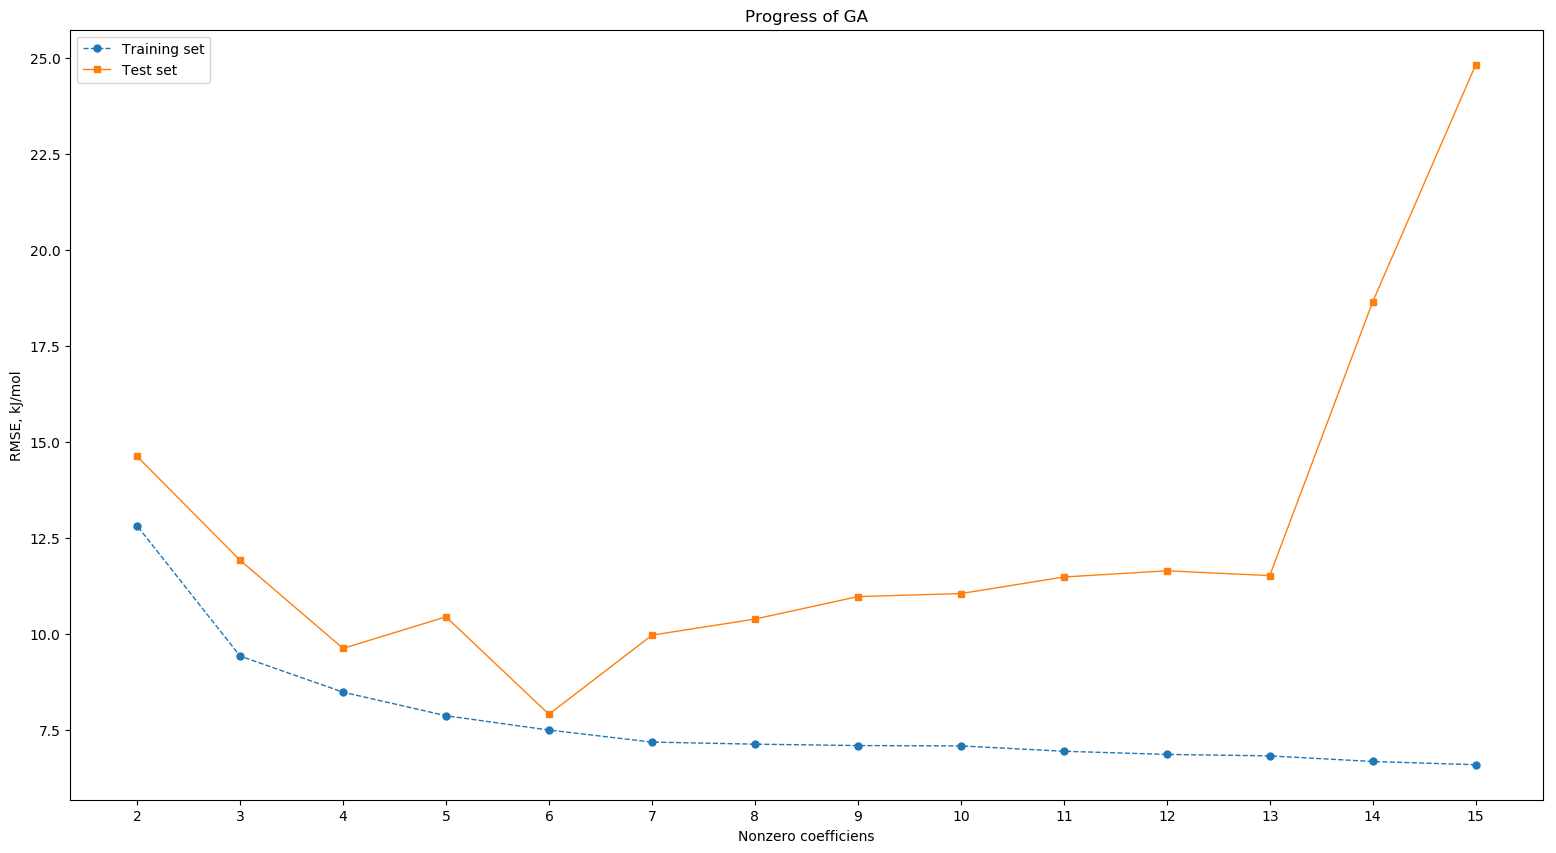 Progress of GA
Training set
Test set
25.0
22.5
20.0
17.5
15.0
12.5
10.0
7.5
RMSE, kJ/mol
2 3 4 5 6 7 8 9 10 11 12 13 14 15
Nonzero coefficiens